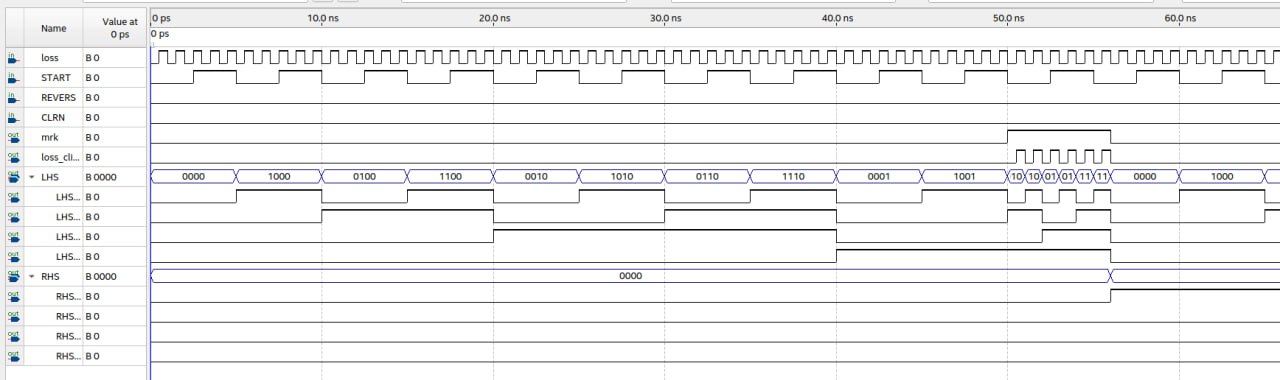 Name Value at 0 ps 0 ps 10.0 ns 20.0 ns 30.0 ns 40.0 ns 50.0 ns 60.0 ns
0 ps
in loss B 0
in START B 0
in REVERS B 0
in CLRN B 0
out mrk B 0
out loss_cli... B 0
out LHS B 0000 0000 1000 0100 1100 0010 1010 0110 1110 0001 1001 10 10 01 01 11 11 0000 1000
out LHS... B 0
out LHS... B 0
out LHS... B 0
out LHS... B 0
out RHS B 0000 0000
out RHS... B 0
out RHS... B 0
out RHS... B 0
out RHS... B 0